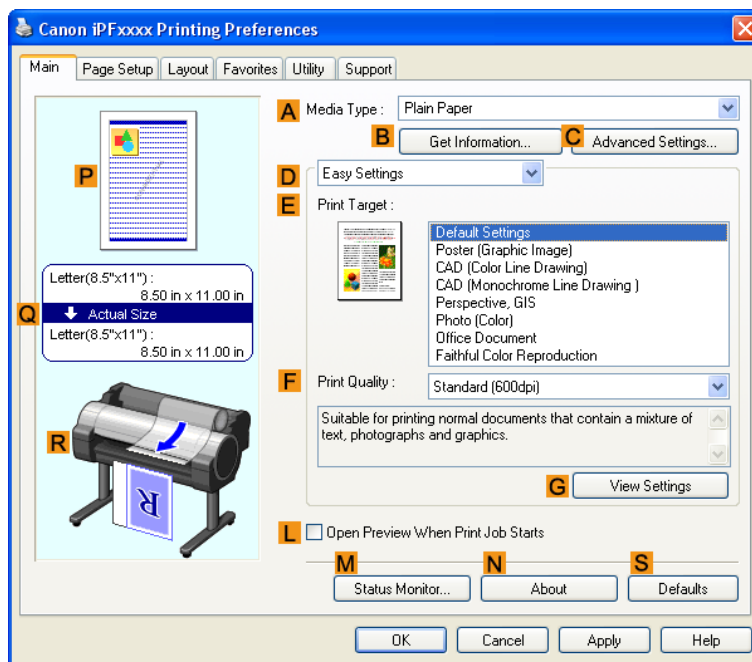 Canon iPFxxxx Printing Preferences
Main Page Setup Layout Favorites Utility Support
A Media Type : Plain Paper
B Get Information... C Advanced Settings...
P
D Easy Settings
E Print Target :
Default Settings
Poster (Graphic Image)
CAD (Color Line Drawing)
CAD (Monochrome Line Drawing )
Perspective, GIS
Photo (Color)
Office Document
Faithful Color Reproduction
Letter(8.5"x11") :
8.50 in x 11.00 in
Q Actual Size
Letter(8.5"x11") :
8.50 in x 11.00 in
F Print Quality : Standard (600dpi)
Suitable for printing normal documents that contain a mixture of
text, photographs and graphics.
R
R
G View Settings
L Open Preview When Print Job Starts
M N S
Status Monitor... About Defaults
OK Cancel Apply Help